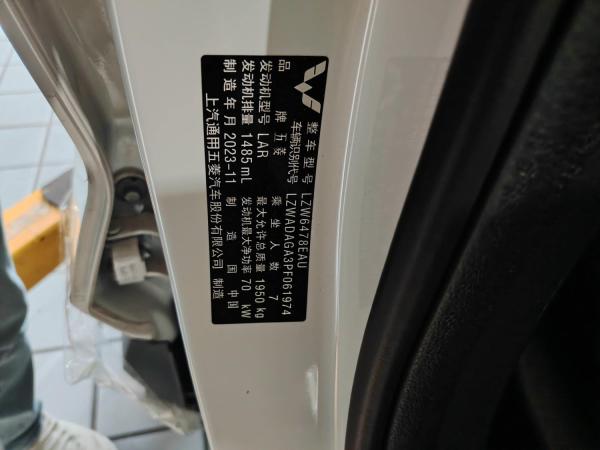 整车型号 LZW6478EAU
车辆识别代号 LZWADAGA3PF061974
品牌 五菱 乘坐人数 7
发动机型号 LAR 最大允许总质量 1950 kg
发动机排量 1485 mL 发动机最大净功率 70 kW
制造年月 2023-11 制造国 中国
上汽通用五菱汽车股份有限公司 制造